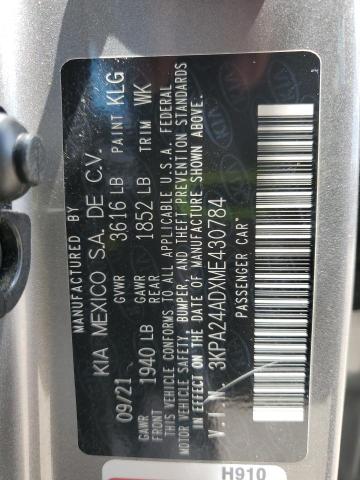 MANUFACTURED BY
KIA MEXICO S.A. DE C.V.
09/21 GVWR 3616 LB PAINT KLG
GAWR FRONT 1940 LB GAWR REAR 1852 LB TRIM WK
THIS VEHICLE CONFORMS TO ALL APPLICABLE U.S.A. FEDERAL
MOTOR VEHICLE SAFETY, BUMPER, AND THEFT PREVENTION STANDARDS
IN EFFECT ON THE DATE OF MANUFACTURE SHOWN ABOVE.
V.I.N. 3KPA24ADXME430784
PASSENGER CAR
H910